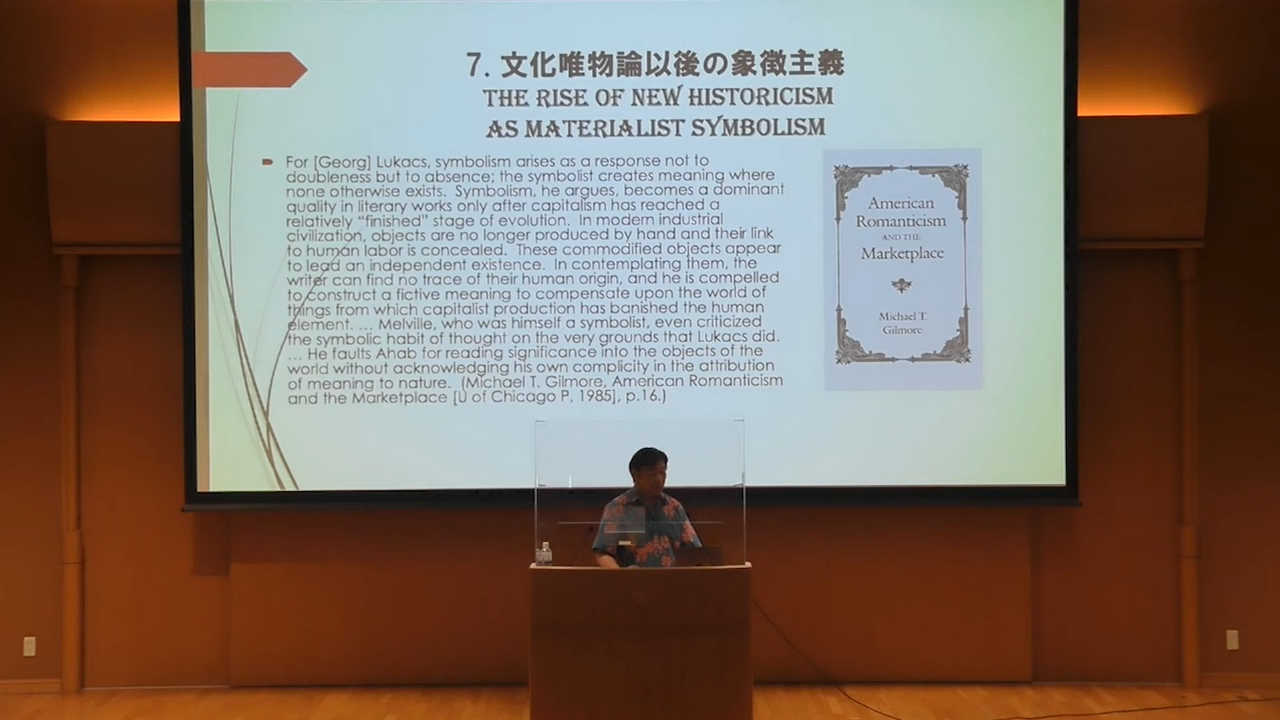 7. 文化唯物論以後の象徴主義
THE RISE OF NEW HISTORICISM
AS MATERIALIST SYMBOLISM
For [Georg] Lukacs, symbolism arises as a response not to
doubleness but to absence; the symbolist creates meaning where
none otherwise exists. Symbolism, he argues, becomes a dominant
quality in literary works only after capitalism has reached a
relatively “finished” stage of evolution. In modern industrial
civilization, objects are no longer produced by hand and their link
to human labor is concealed. These commodified objects appear
to lead an independent existence. In contemplating them, the
writer can find no trace of their human origin, and he is compelled
to construct a fictive meaning to compensate upon the world of
things from which capitalist production has banished the human
element. … Melville, who was himself a symbolist, even criticized
the symbolic habit of thought on the very grounds that Lukacs did.
… He faults Ahab for reading significance into the objects of the
world without acknowledging his own complicity in the attribution
of meaning to nature. (Michael T. Gilmore, American Romanticism
and the Marketplace [U of Chicago P, 1985], p.16.)
American
Romanticism
AND THE
Marketplace
Michael T.
Gilmore